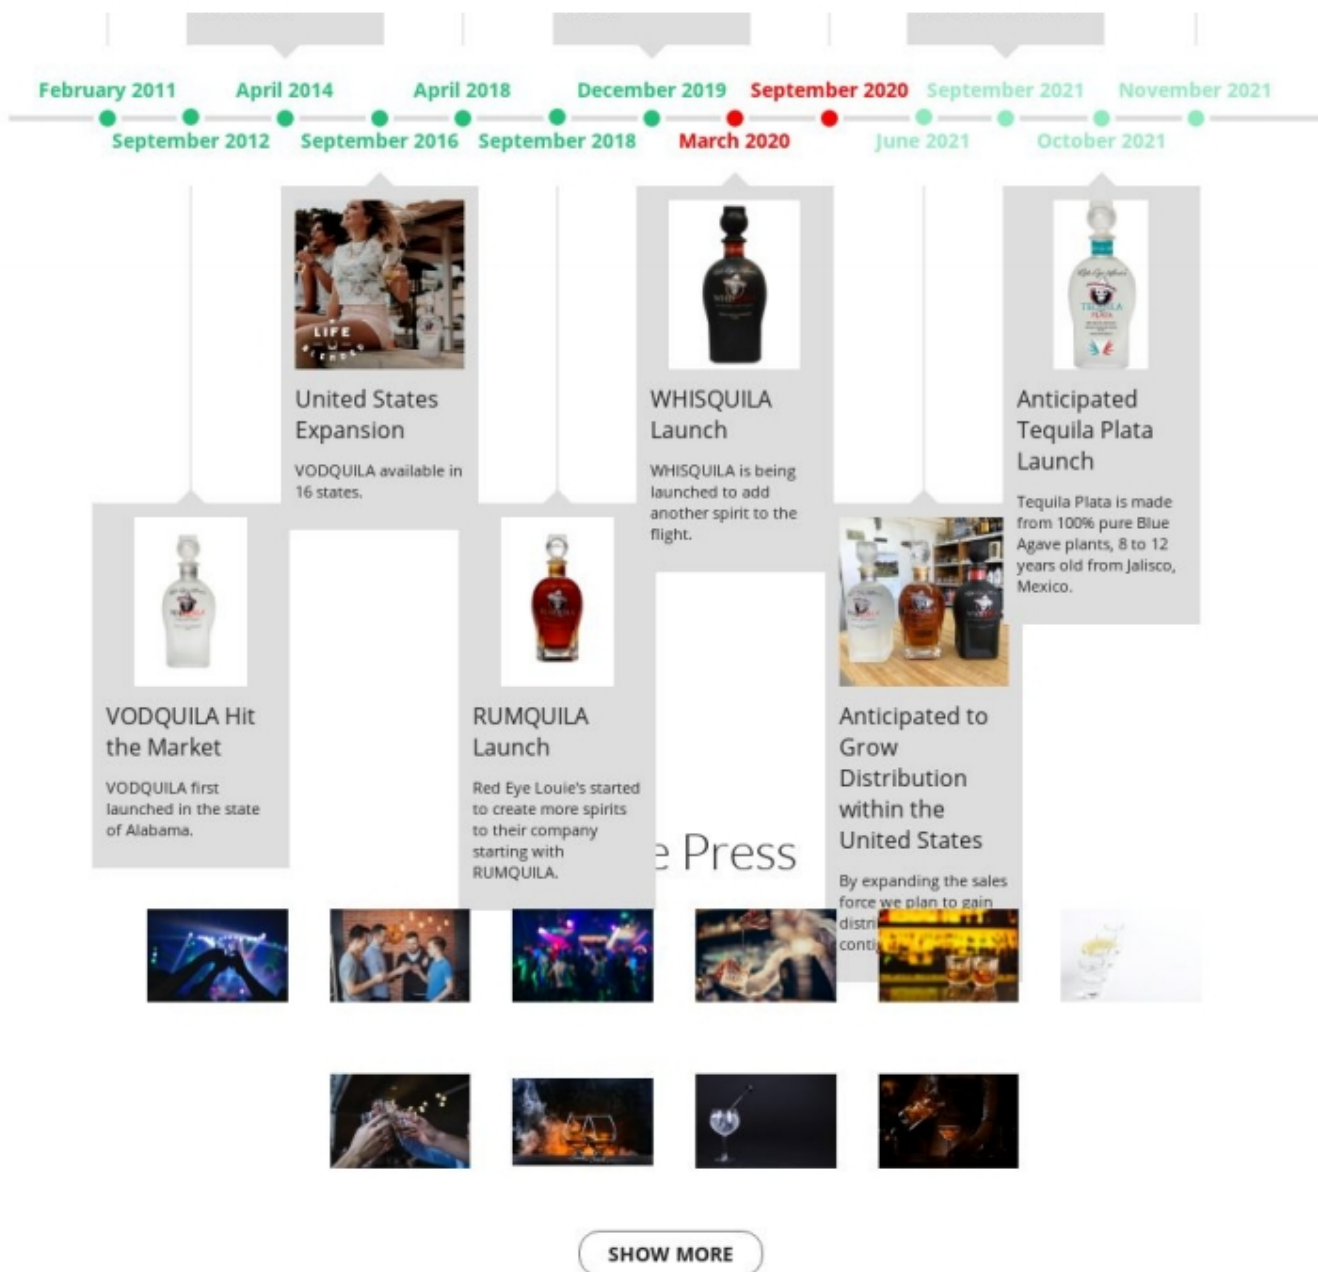 February 2011
April 2014
April 2018
December 2019
September 2020
September 2021
November 2021
September 2012
September 2016
September 2018
March 2020
June 2021
October 2021
LIFE
BLENDED
United States
Expansion
VODQUILA available in
16 states.
WHISQUILA
Launch
WHISQUILA is being
launched to add
another spirit to the
flight.
TEQUILA
PLATA
Anticipated
Tequila Plata
Launch
Tequila Plata is made
from 100% pure Blue
Agave plants, 8 to 12
years old from Jalisco,
Mexico.
VODQUILA Hit
the Market
VODQUILA first
launched in the state
of Alabama.
RUMQUILA
Launch
Red Eye Louie's started
to create more spirits
to their company
starting with
RUMQUILA.
Anticipated to
Grow
Distribution
within the
United States
By expanding the sales
force we plan to gain
e Press
SHOW MORE